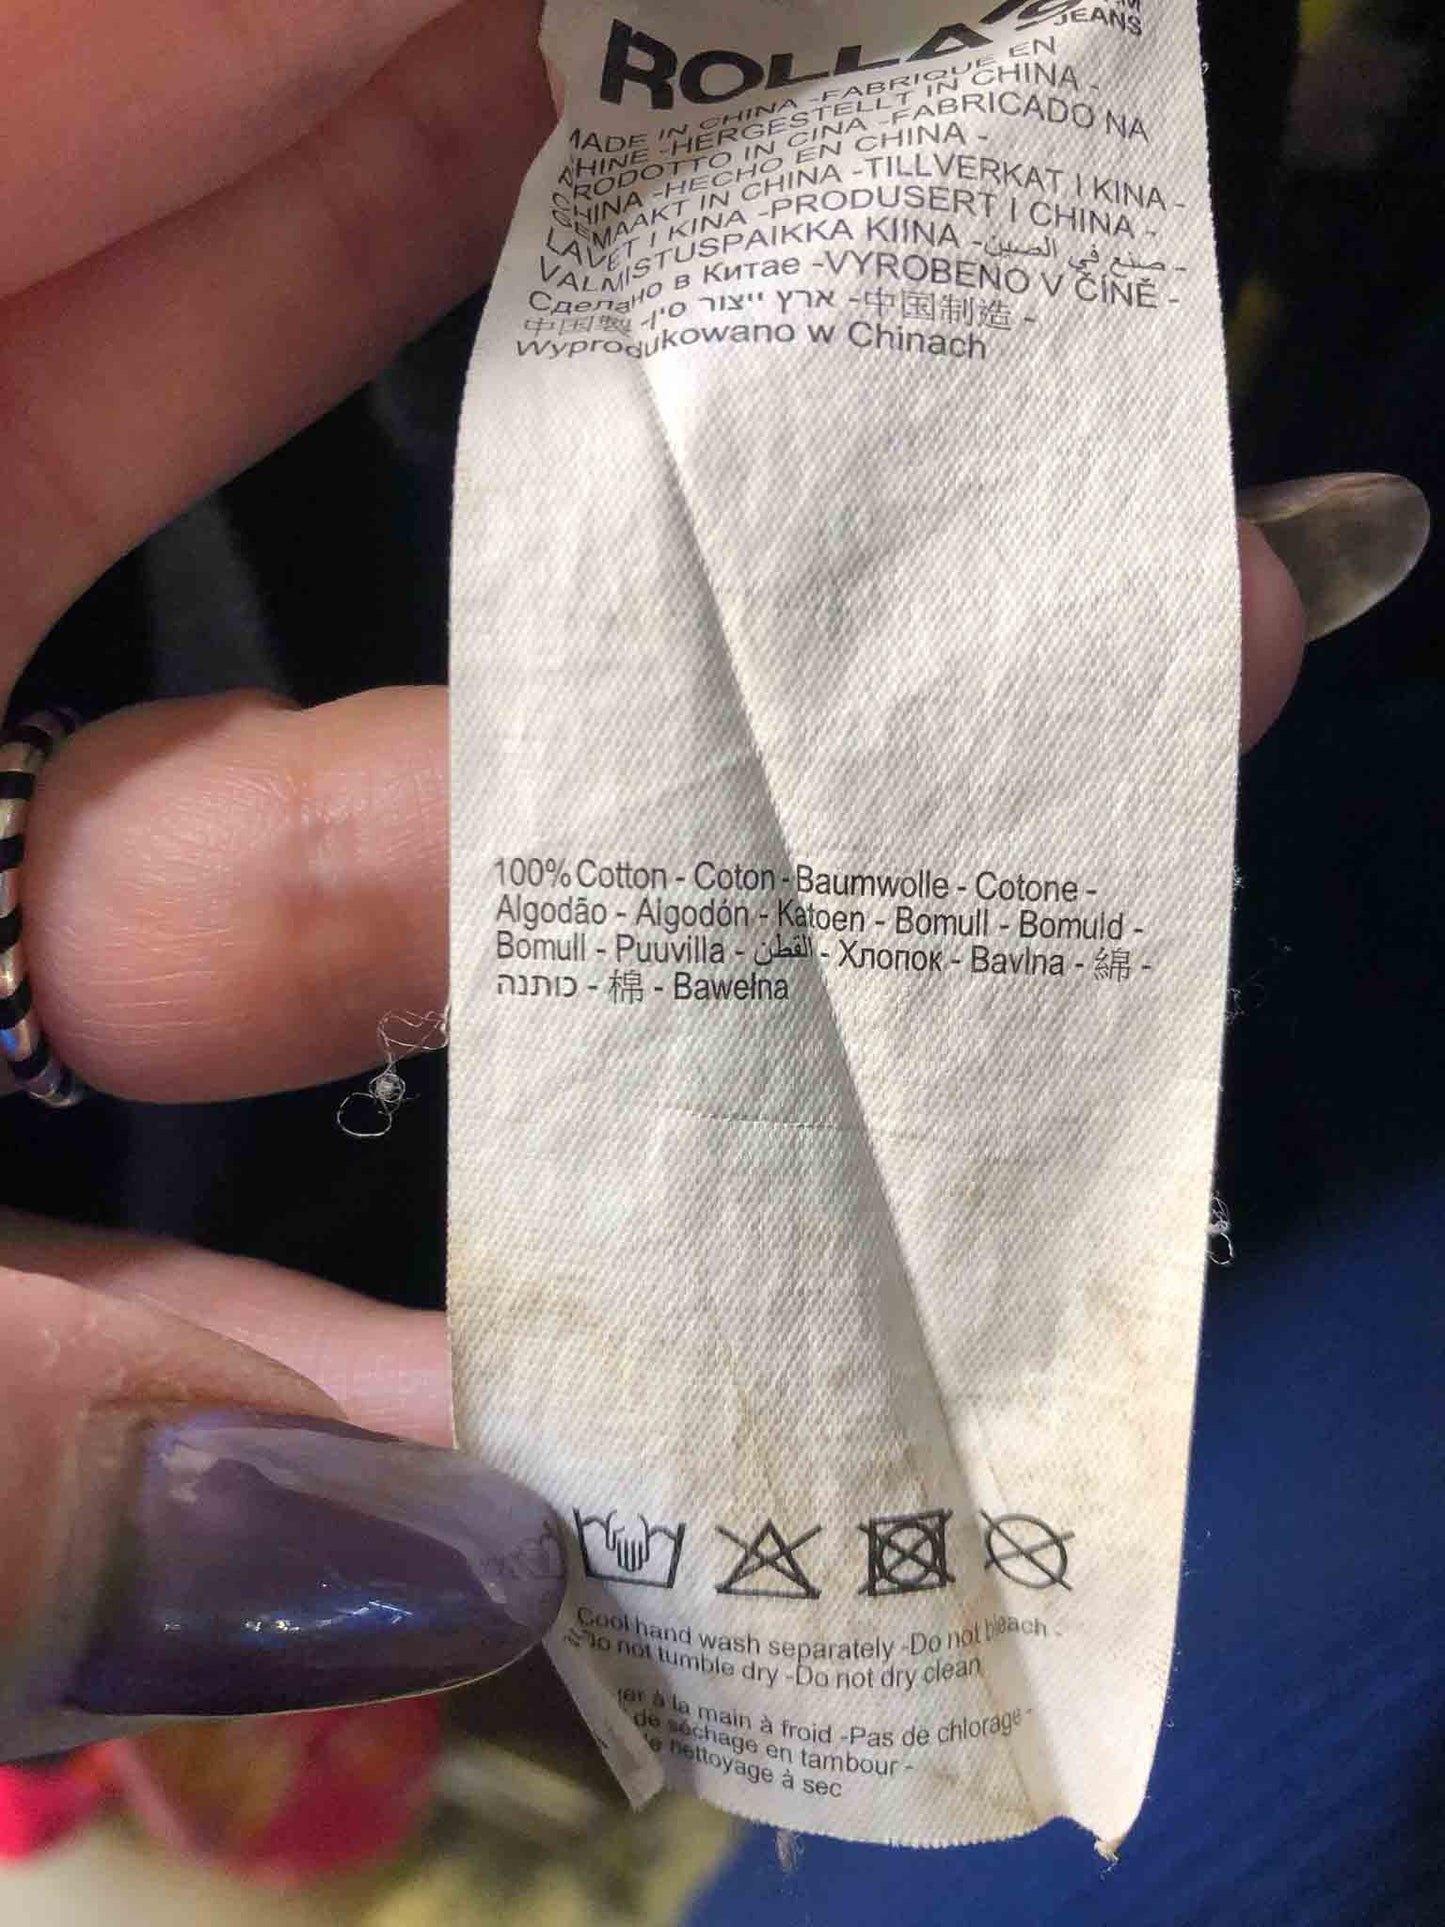 ROLLA's
JEANS
MADE IN CHINA -FABRIQUE EN
CHINE -HERGESTELLT IN CHINA -
PRODOTTO IN CINA -FABRICADO NA
CHINA -HECHO EN CHINA -
GEMAAKT IN CHINA -TILLVERKAT I KINA -
LAVET I KINA -PRODUSERT I CHINA -
VALMISTUSPAIKKA KIINA -صنع في الصين -
Сделано в Китае -VYROBENO V ČÍNĚ -
中国製 -ארץ ייצור סין -中国制造 -
Wyprodukowano w Chinach
100% Cotton - Coton - Baumwolle - Cotone -
Algodão - Algodón - Katoen - Bomull - Bomuld -
Bomull - Puuvilla - القطن - Хлопок - Bavlna - 綿 -
כותנה - 棉 - Bawełna
Cool hand wash separately -Do not bleach -
Do not tumble dry -Do not dry clean
à la main à froid -Pas de chlorage -
de séchage en tambour -
de nettoyage à sec